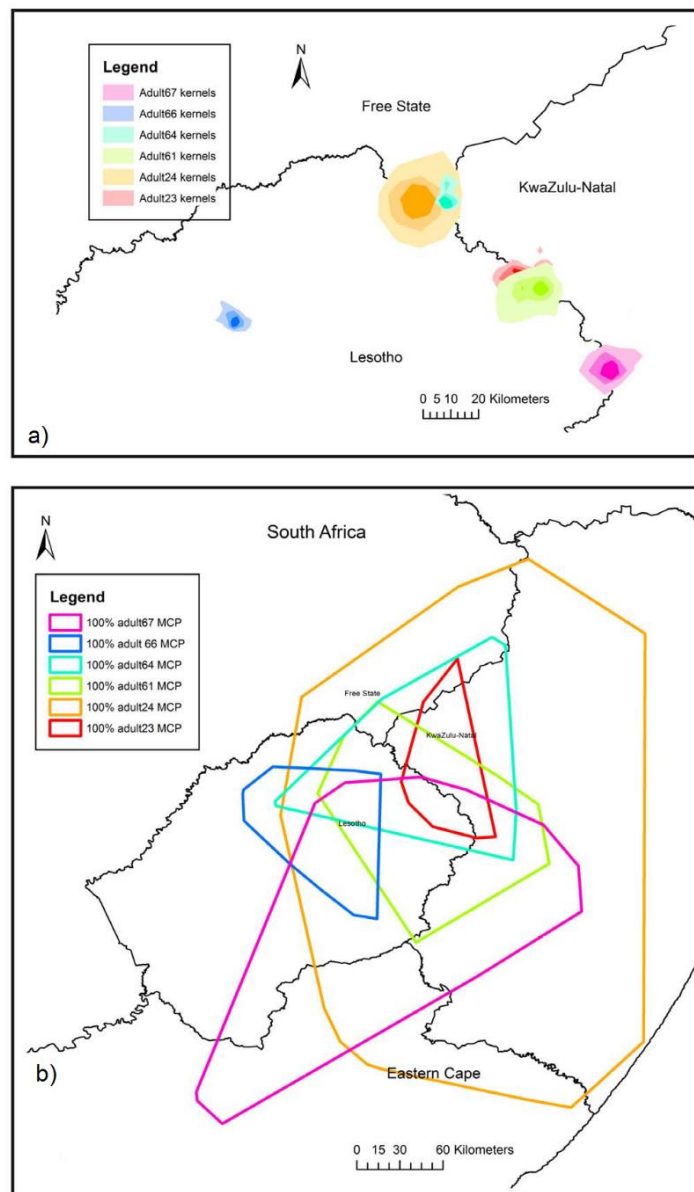 N
Legend
Adult67 kernels
Adult66 kernels
Adult64 kernels
Adult61 kernels
Adult24 kernels
Adult23 kernels
Free State
KwaZulu-Natal
Lesotho
0 5 10 20 Kilometers
a)
N
South Africa
Legend
100% adult67 MCP
100% adult 66 MCP
100% adult64 MCP
100% adult61 MCP
100% adult24 MCP
100% adult23 MCP
Free State
KwaZulu-Natal
Lesotho
Eastern Cape
b)
0 15 30 60 Kilometers